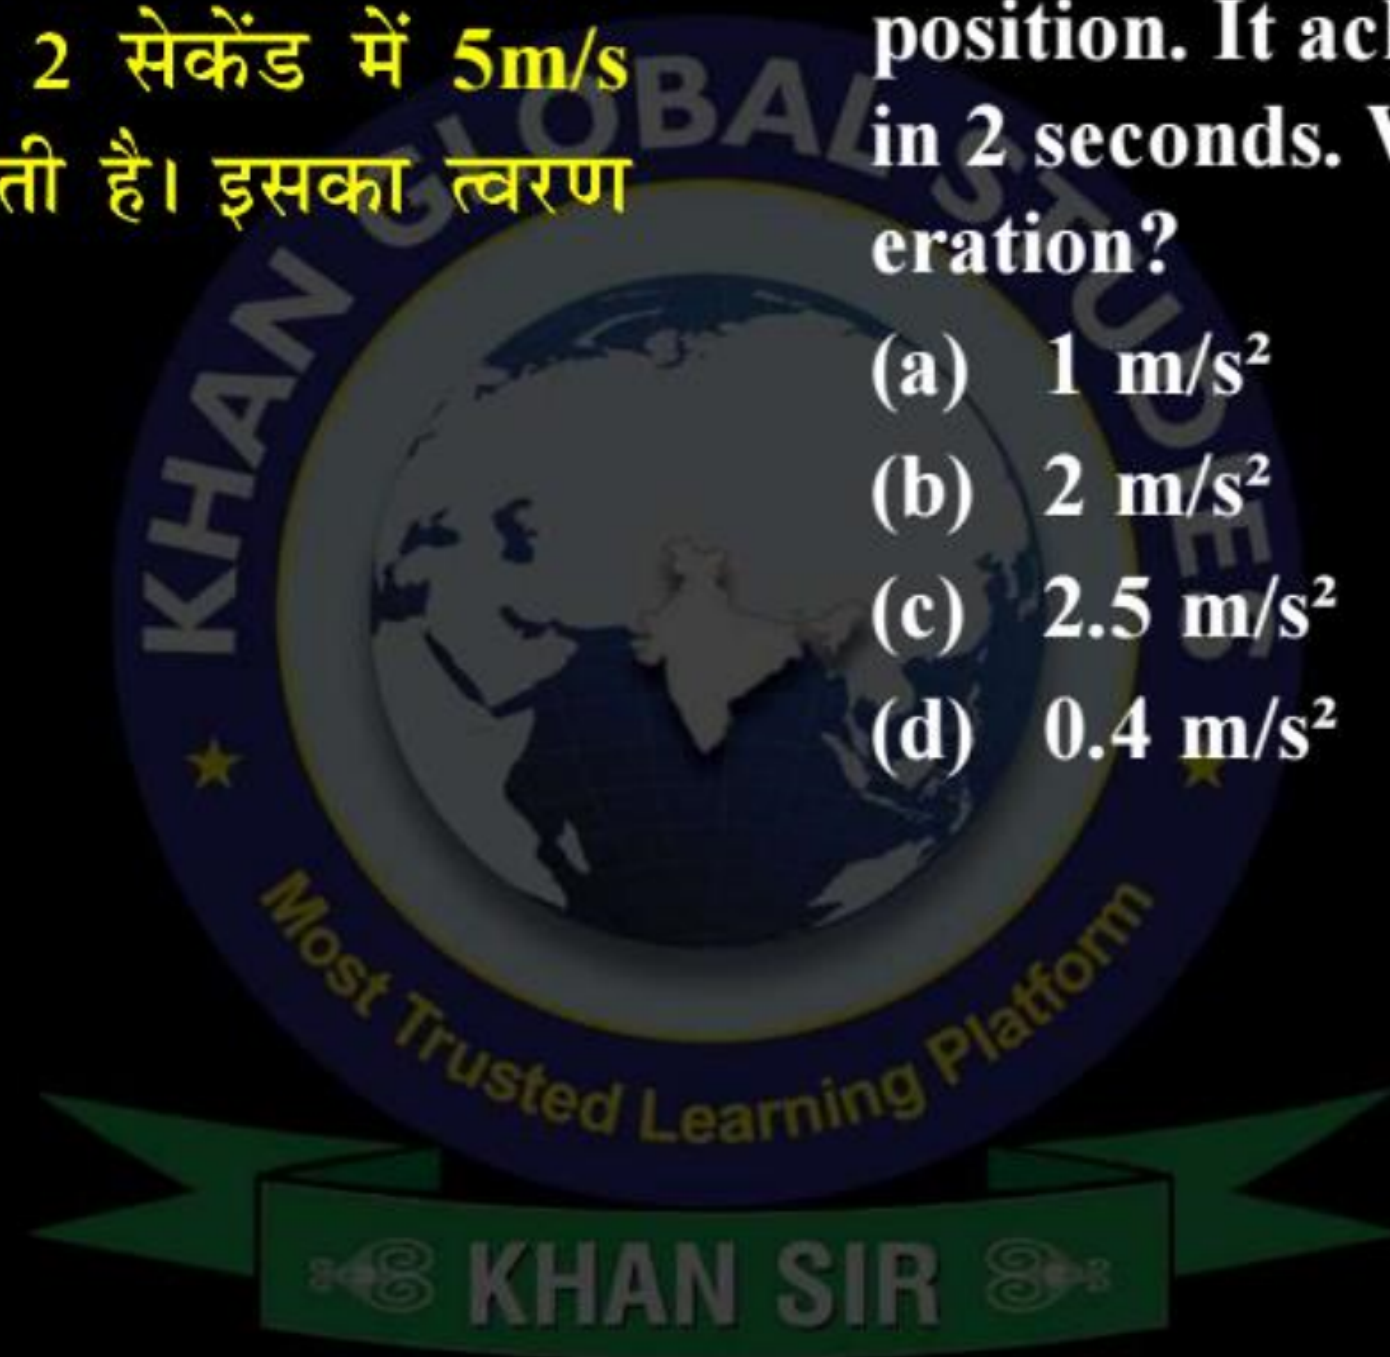 2 सेकेंड में 5m/s
ती है। इसका त्वरण
position. It acl
in 2 seconds.
eration?
(a) 1 m/s²
(b) 2 m/s²
(c) 2.5 m/s²
(d) 0.4 m/s²
KHAN GLOBAL STUDIES
Most Trusted Learning Platform
KHAN SIR